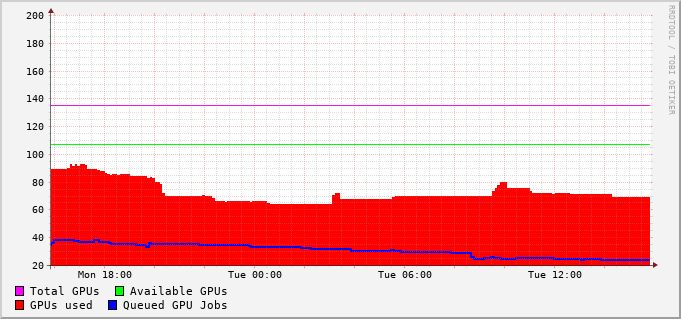 200
180
160
140
120
100
80
60
40
20
Mon 18:00 Tue 00:00 Tue 06:00 Tue 12:00
Total GPUs Available GPUs
GPUs used Queued GPU Jobs
RRDTOOL / TOBI OETIKER